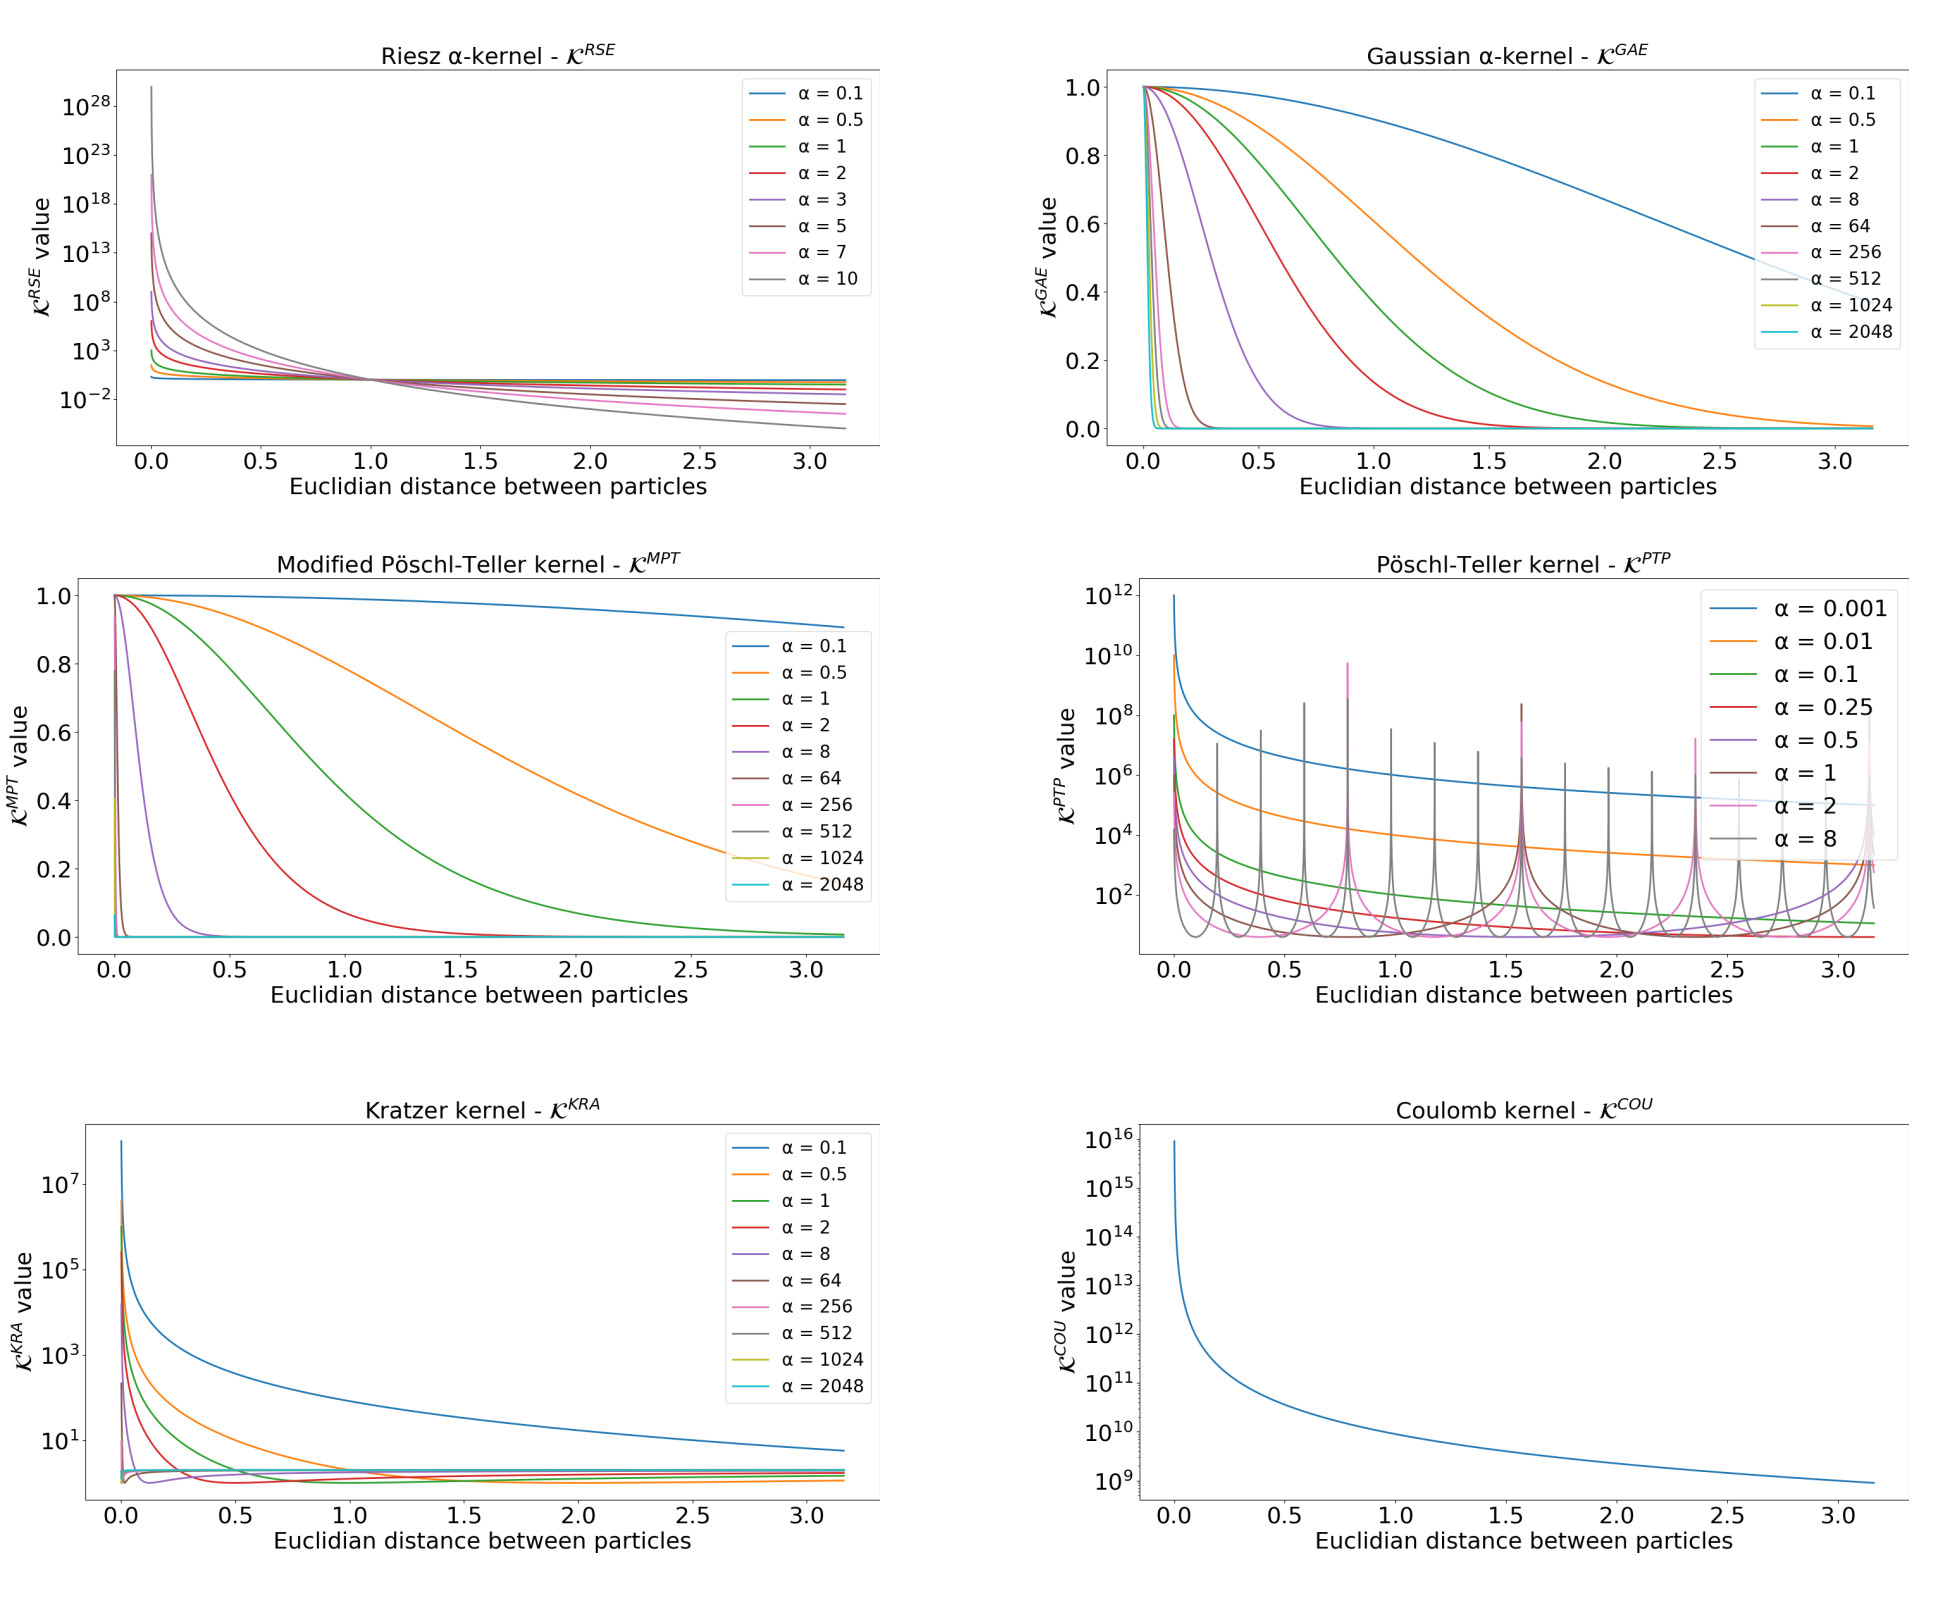 Riesz α-kernel - 𝒦^RSE
10^28
10^23
10^18
10^13
10^8
10^3
10^−2
𝒦^RSE value
α = 0.1
α = 0.5
α = 1
α = 2
α = 3
α = 5
α = 7
α = 10
0.0 0.5 1.0 1.5 2.0 2.5 3.0
Euclidian distance between particles
Gaussian α-kernel - 𝒦^GAE
1.0
0.8
0.6
0.4
0.2
0.0
𝒦^GAE value
α = 0.1
α = 0.5
α = 1
α = 2
α = 8
α = 64
α = 256
α = 512
α = 1024
α = 2048
0.0 0.5 1.0 1.5 2.0 2.5 3.0
Euclidian distance between particles
Modified Pöschl-Teller kernel - 𝒦^MPT
1.0
0.8
0.6
0.4
0.2
0.0
𝒦^MPT value
α = 0.1
α = 0.5
α = 1
α = 2
α = 8
α = 64
α = 256
α = 512
α = 1024
α = 2048
0.0 0.5 1.0 1.5 2.0 2.5 3.0
Euclidian distance between particles
Pöschl-Teller kernel - 𝒦^PTP
10^12
10^10
10^8
10^6
10^4
10^2
𝒦^PTP value
α = 0.001
α = 0.01
α = 0.1
α = 0.25
α = 0.5
α = 1
α = 2
α = 8
0.0 0.5 1.0 1.5 2.0 2.5 3.0
Euclidian distance between particles
Kratzer kernel - 𝒦^KRA
10^7
10^5
10^3
10^1
𝒦^KRA value
α = 0.1
α = 0.5
α = 1
α = 2
α = 8
α = 64
α = 256
α = 512
α = 1024
α = 2048
0.0 0.5 1.0 1.5 2.0 2.5 3.0
Euclidian distance between particles
Coulomb kernel - 𝒦^COU
10^16
10^15
10^14
10^13
10^12
10^11
10^10
10^9
𝒦^COU value
0.0 0.5 1.0 1.5 2.0 2.5 3.0
Euclidian distance between particles